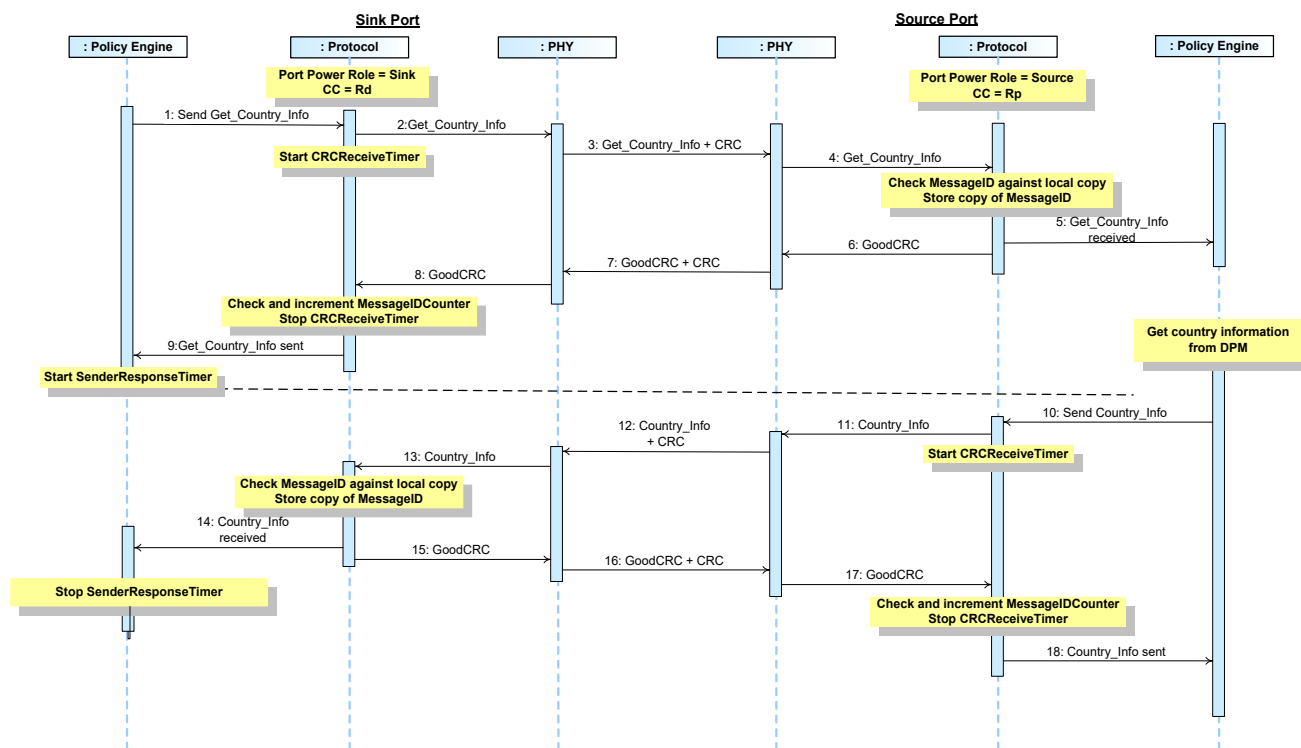 Sink Port
Source Port
: Policy Engine
: Protocol
: PHY
: PHY
: Protocol
: Policy Engine
Port Power Role = Sink
CC = Rd
Port Power Role = Source
CC = Rp
1: Send Get_Country_Info
2:Get_Country_Info
Start CRCReceiveTimer
3: Get_Country_Info + CRC
4: Get_Country_Info
Check MessageID against local copy
Store copy of MessageID
5: Get_Country_Info
received
6: GoodCRC
7: GoodCRC + CRC
8: GoodCRC
Check and increment MessageIDCounter
Stop CRCReceiveTimer
9:Get_Country_Info sent
Start SenderResponseTimer
Get country information
from DPM
10: Send Country_Info
11: Country_Info
Start CRCReceiveTimer
12: Country_Info
+ CRC
13: Country_Info
Check MessageID against local copy
Store copy of MessageID
14: Country_Info
received
15: GoodCRC
16: GoodCRC + CRC
17: GoodCRC
Stop SenderResponseTimer
Check and increment MessageIDCounter
Stop CRCReceiveTimer
18: Country_Info sent